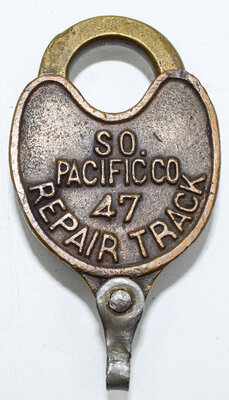 SO.
PACIFIC CO
47
REPAIR TRACK